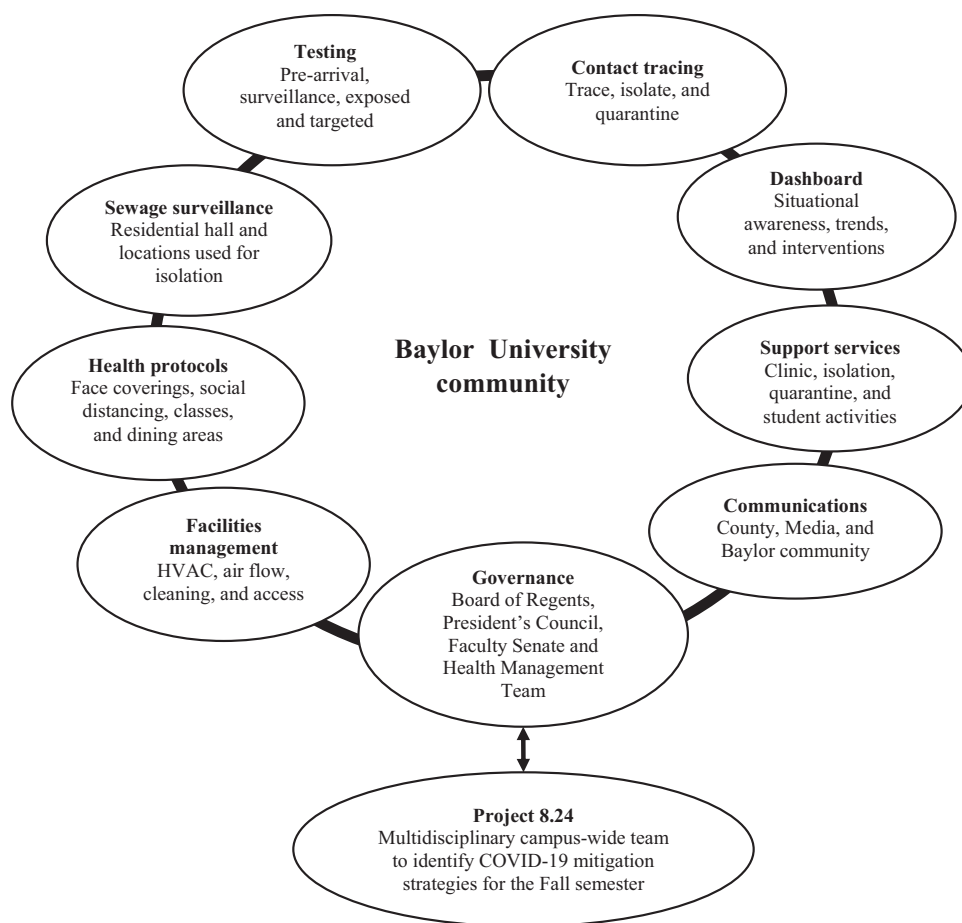 Testing
Pre-arrival,
surveillance, exposed
and targeted
Contact tracing
Trace, isolate, and
quarantine
Dashboard
Situational
awareness, trends,
and interventions
Sewage surveillance
Residential hall and
locations used for
isolation
Baylor University
community
Support services
Clinic, isolation,
quarantine, and
student activities
Health protocols
Face coverings, social
distancing, classes,
and dining areas
Communications
County, Media, and
Baylor community
Facilities
management
HVAC, air flow,
cleaning, and access
Governance
Board of Regents,
President’s Council,
Faculty Senate and
Health Management
Team
Project 8.24
Multidisciplinary campus-wide team
to identify COVID-19 mitigation
strategies for the Fall semester